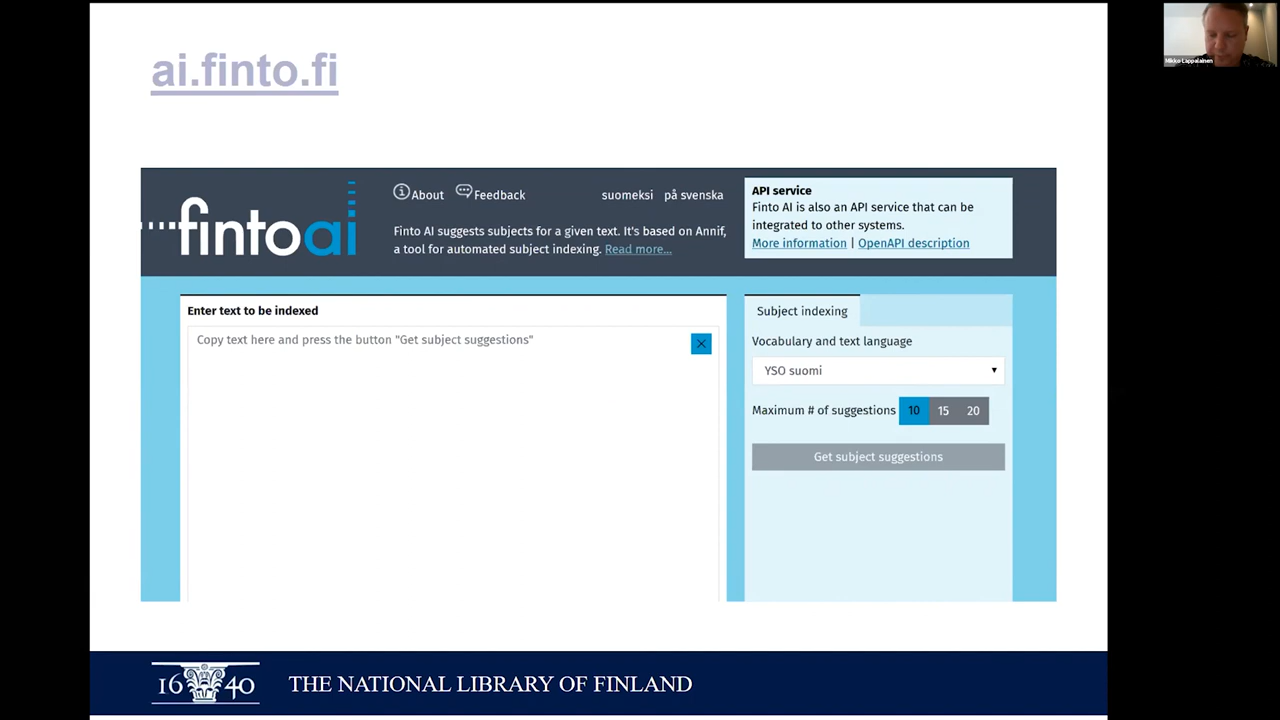 ai.finto.fi
Mikko Lappalainen
fintoai
About Feedback suomeksi på svenska
Finto AI suggests subjects for a given text. It's based on Annif,
a tool for automated subject indexing. Read more...
API service
Finto AI is also an API service that can be
integrated to other systems.
More information | OpenAPI description
Enter text to be indexed
Copy text here and press the button "Get subject suggestions"
Subject indexing
Vocabulary and text language
YSO suomi
Maximum # of suggestions 10 15 20
Get subject suggestions
1640 THE NATIONAL LIBRARY OF FINLAND